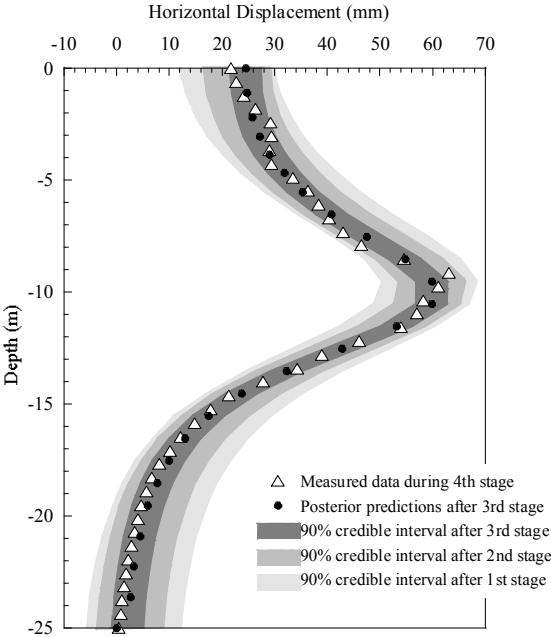 Horizontal Displacement (mm)
-10 0 10 20 30 40 50 60 70
0
-5
-10
-15
-20
-25
Depth (m)
Measured data during 4th stage
Posterior predictions after 3rd stage
90% credible interval after 3rd stage
90% credible interval after 2nd stage
90% credible interval after 1st stage